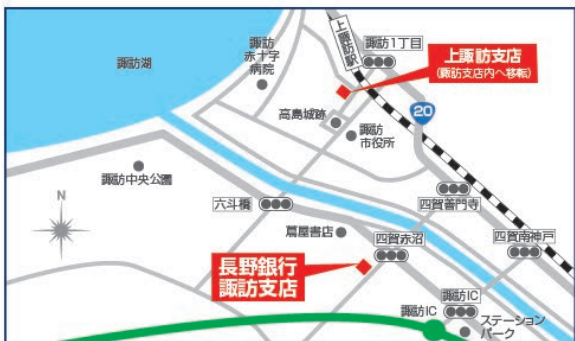 諏訪湖
諏訪
赤十字
病院
上諏訪駅
諏訪1丁目
上諏訪支店
(諏訪支店内へ移転)
高島城跡
諏訪
市役所
20
諏訪中央公園
N
六斗橋
四賀普門寺
蔦屋書店
四賀赤沼
四賀南神戸
長野銀行
諏訪支店
諏訪IC
諏訪IC
ステーション
パーク